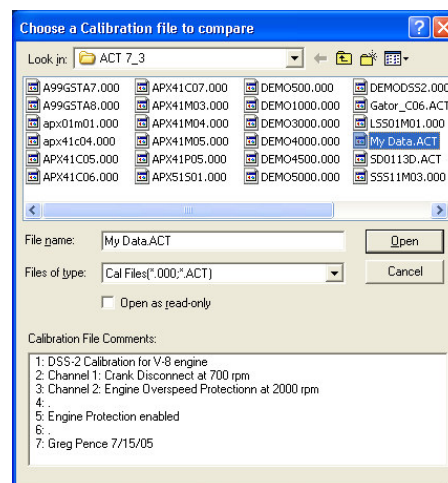 Choose a Calibration file to compare
Look in: ACT 7_3
A99GSTA7.000 APX41C07.000 DEMO500.000 DEMODSS2.000
A99GSTA8.000 APX41M03.000 DEMO1000.000 Gator_C06.ACT
apx01m01.000 APX41M04.000 DEMO3000.000 LSS01M01.000
apx41c04.000 APX41M05.000 DEMO4000.000 My Data.ACT
APX41C05.000 APX41P05.000 DEMO4500.000 SD0113D.ACT
APX41C06.000 APX51S01.000 DEMO5000.000 SSS11M03.000
File name: My Data.ACT Open
Files of type: Cal Files(*.000;*.ACT) Cancel
Open as read-only
Calibration File Comments:
1: DSS-2 Calibration for V-8 engine
2: Channel 1: Crank Disconnect at 700 rpm
3: Channel 2: Engine Overspeed Protectionn at 2000 rpm
4: .
5: Engine Protection enabled
6: .
7: Greg Pence 7/15/05